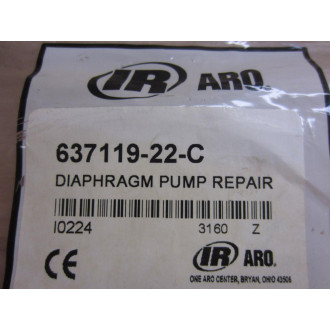 IR ARO.
637119-22-C
DIAPHRAGM PUMP REPAIR
I0224 3160 Z
CE IR ARO.
ONE ARO CENTER, BRYAN, OHIO 43506